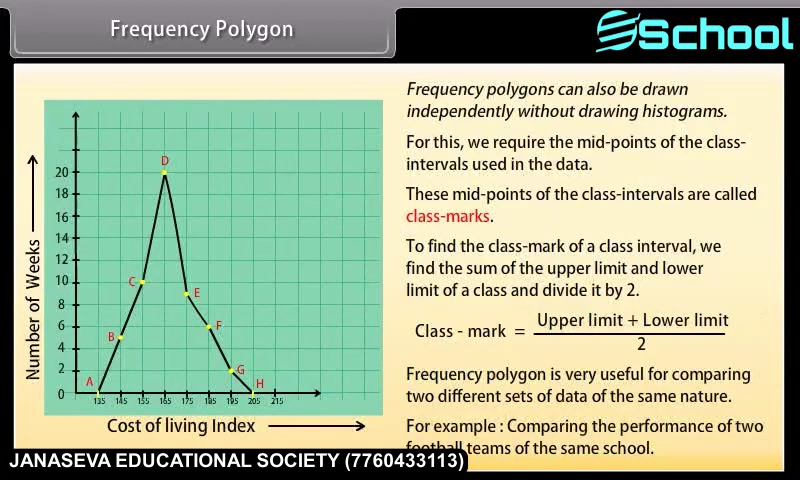 Frequency Polygon
School
Frequency polygons can also be drawn
independently without drawing histograms.
For this, we require the mid-points of the class-
intervals used in the data.
These mid-points of the class-intervals are called
class-marks.
To find the class-mark of a class interval, we
find the sum of the upper limit and lower
limit of a class and divide it by 2.
Class - mark = Upper limit + Lower limit
2
Frequency polygon is very useful for comparing
two different sets of data of the same nature.
For example : Comparing the performance of two
football teams of the same school.
Number of Weeks
20
18
16
14
12
10
8
6
4
2
0
A
B
C
D
E
F
G
H
135 145 155 165 175 185 195 205 215
Cost of living Index
JANASEVA EDUCATIONAL SOCIETY (7760433113)